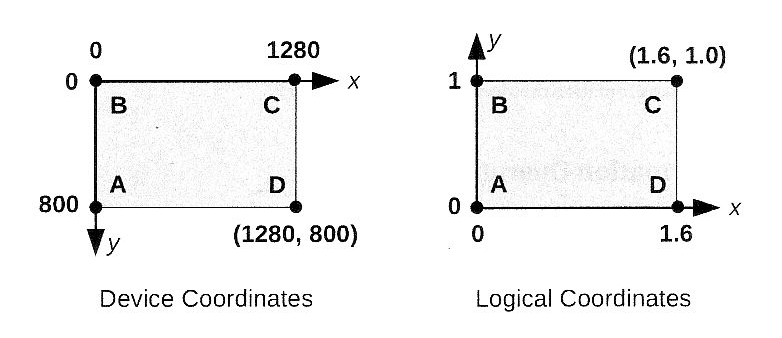 0 1280
0 x
B C
A D
800
y (1280, 800)
Device Coordinates
y
(1.6, 1.0)
1
B C
A D
0 x
0 1.6
Logical Coordinates